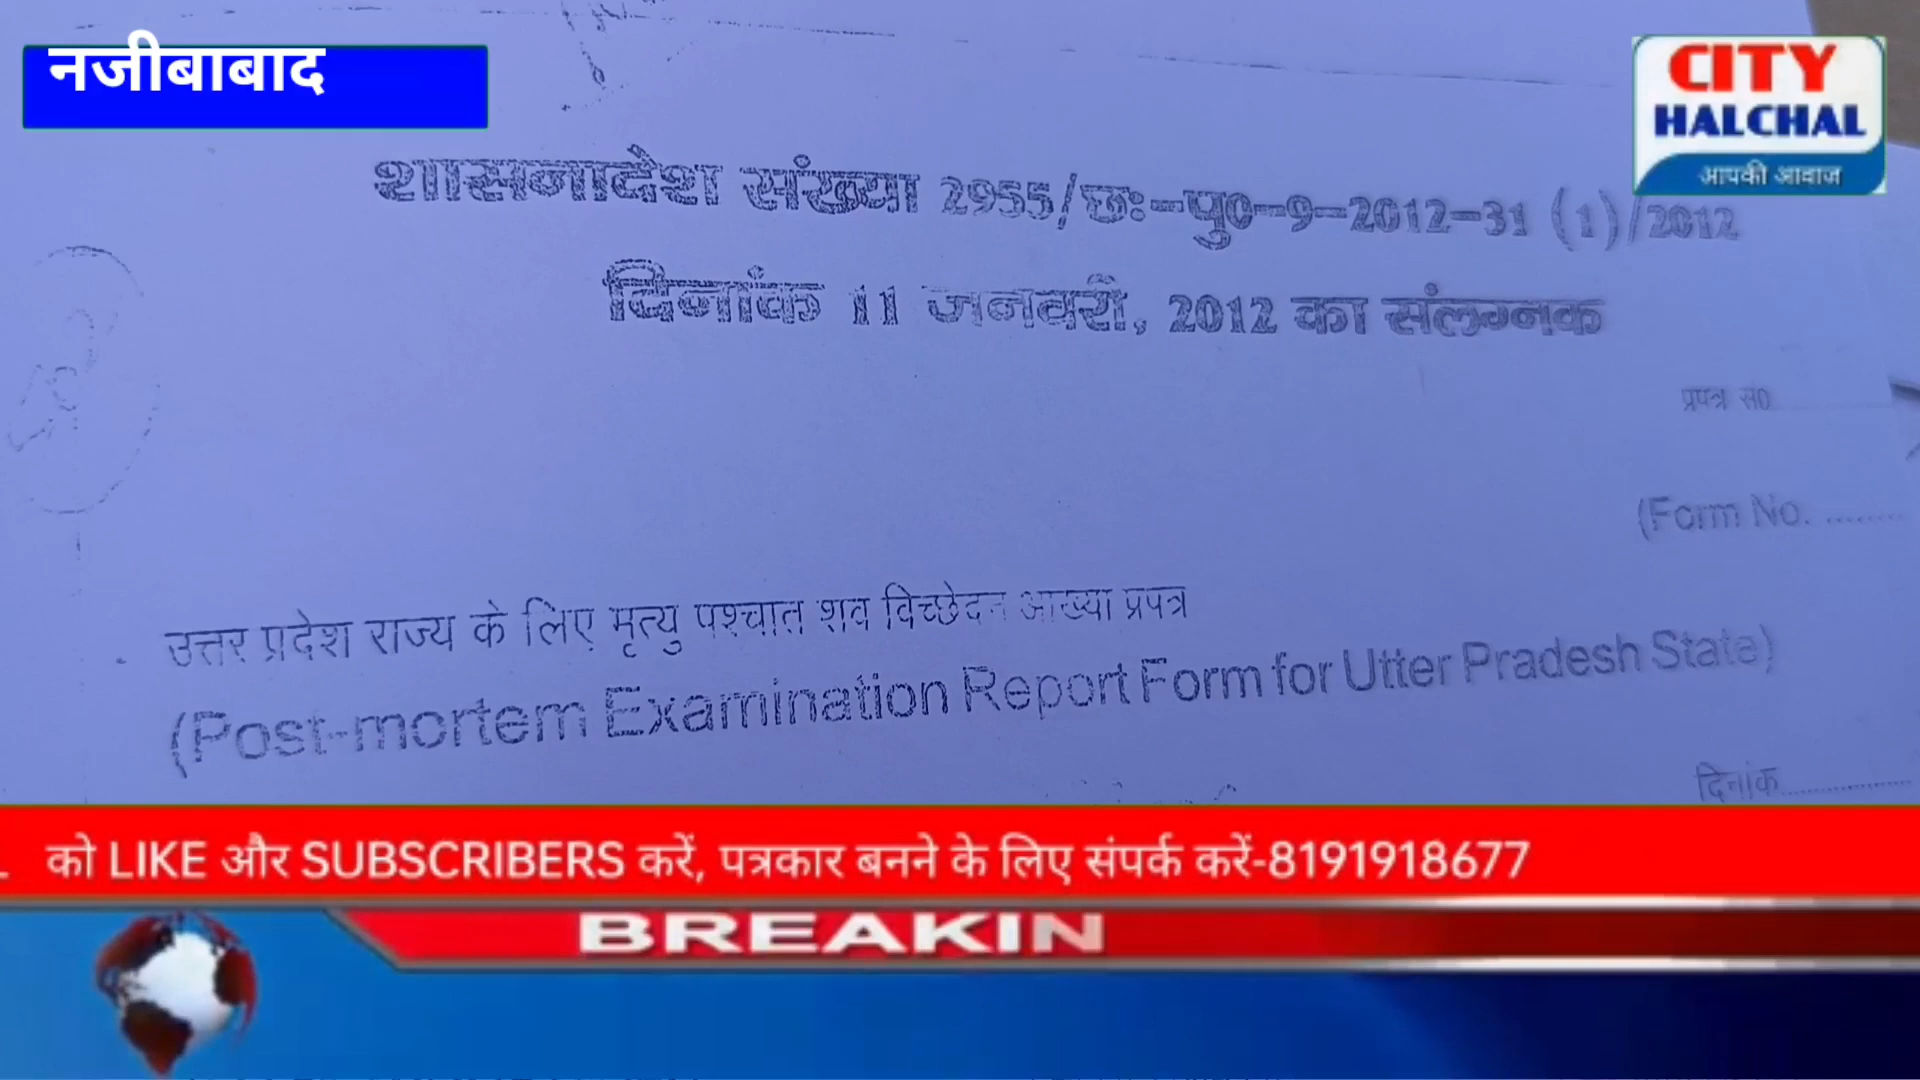 नजीबाबाद
CITY
HALCHAL
आपकी आवाज
शासनादेश संख्या 2955/छः-पु0-9-2012-31 (1)/2012
दिनांक 11 जनवरी, 2012 का संलग्नक
प्रपत्र स0
(Form No. ........
उत्तर प्रदेश राज्य के लिए मृत्यु पश्चात शव विच्छेदन आख्या प्रपत्र
(Post-mortem Examination Report Form for Utter Pradesh State)
दिनांक..................
को LIKE और SUBSCRIBERS करें, पत्रकार बनने के लिए संपर्क करें-8191918677
BREAKIN